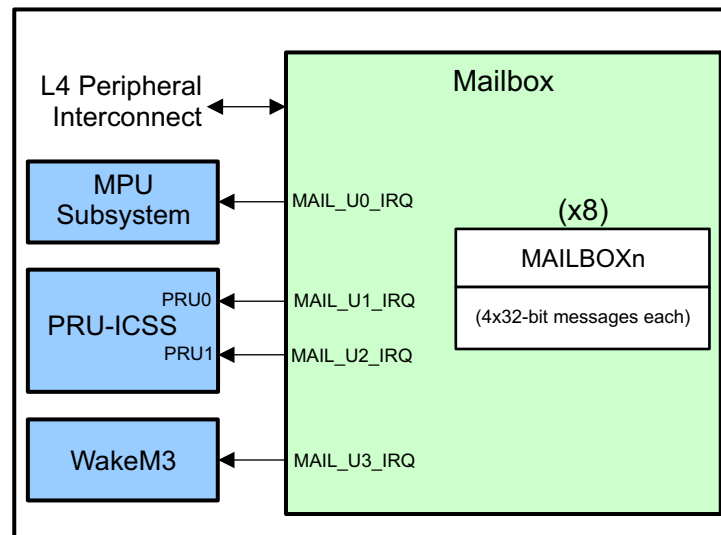 L4 Peripheral
Interconnect
Mailbox
MPU
Subsystem
MAIL_U0_IRQ
(x8)
MAILBOXn
(4x32-bit messages each)
PRU-ICSS
PRU0
MAIL_U1_IRQ
PRU1
MAIL_U2_IRQ
WakeM3
MAIL_U3_IRQ